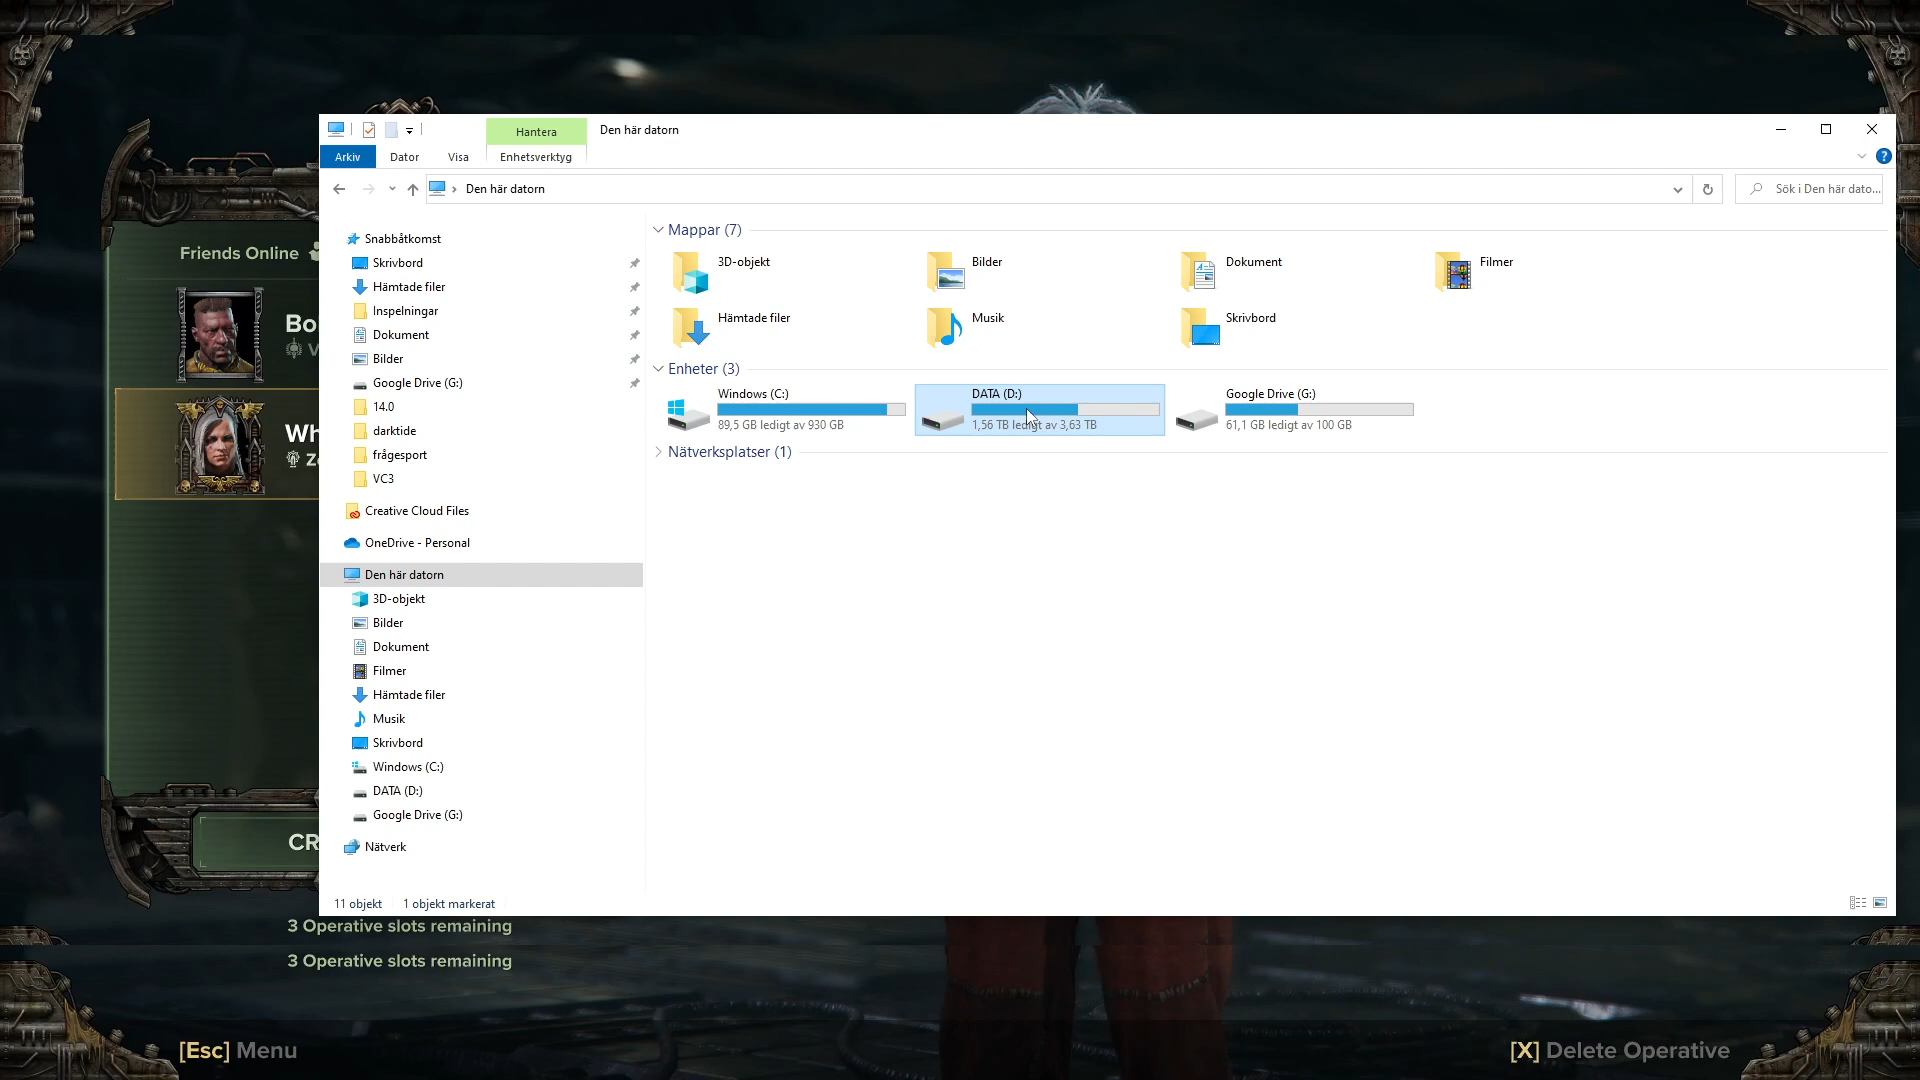 Hantera
Den här datorn
Arkiv
Dator
Visa
Enhetsverktyg
Den här datorn
Sök i Den här dato...
Friends Online
Bo
V
Wh
Ze
CR
Snabbåtkomst
Skrivbord
Hämtade filer
Inspelningar
Dokument
Bilder
Google Drive (G:)
14.0
darktide
frågesport
VC3
Creative Cloud Files
OneDrive - Personal
Den här datorn
3D-objekt
Bilder
Dokument
Filmer
Hämtade filer
Musik
Skrivbord
Windows (C:)
DATA (D:)
Google Drive (G:)
Nätverk
Mappar (7)
3D-objekt
Bilder
Dokument
Filmer
Hämtade filer
Musik
Skrivbord
Enheter (3)
Windows (C:)
89,5 GB ledigt av 930 GB
DATA (D:)
1,56 TB ledigt av 3,63 TB
Google Drive (G:)
61,1 GB ledigt av 100 GB
Nätverksplatser (1)
11 objekt
1 objekt markerat
3 Operative slots remaining
3 Operative slots remaining
[Esc] Menu
[X] Delete Operative